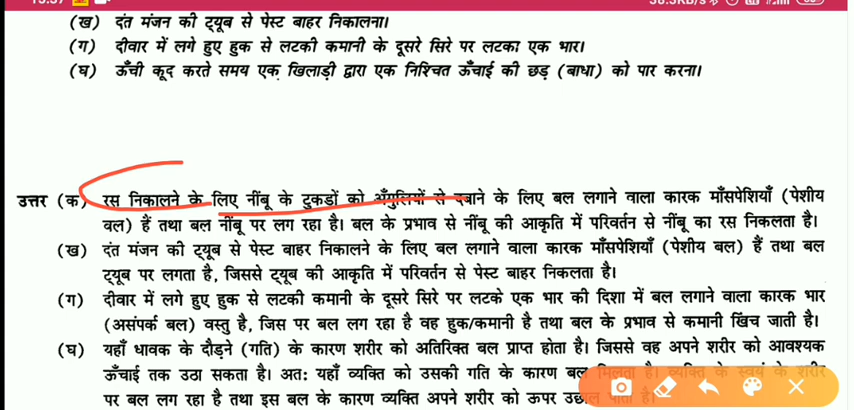 (ख) दंत मंजन की ट्यूब से पेस्ट बाहर निकालना।
(ग) दीवार में लगे हुए हुक से लटकी कमानी के दूसरे सिरे पर लटका एक भार।
(घ) ऊँची कूद करते समय एक खिलाड़ी द्वारा एक निश्चित ऊँचाई की छड़ (बाधा) को पार करना।
उत्तर (क) रस निकालने के लिए नींबू के टुकड़ों को अँगुलियों से दबाने के लिए बल लगाने वाला कारक माँसपेशियाँ (पेशीय
बल) हैं तथा बल नींबू पर लग रहा है। बल के प्रभाव से नींबू की आकृति में परिवर्तन से नींबू का रस निकलता है।
(ख) दंत मंजन की ट्यूब से पेस्ट बाहर निकालने के लिए बल लगाने वाला कारक माँसपेशियाँ (पेशीय बल) हैं तथा बल
ट्यूब पर लगता है, जिससे ट्यूब की आकृति में परिवर्तन से पेस्ट बाहर निकलता है।
(ग) दीवार में लगे हुए हुक से लटकी कमानी के दूसरे सिरे पर लटके एक भार की दिशा में बल लगाने वाला कारक भार
(असंपर्क बल) वस्तु है, जिस पर बल लग रहा है वह हुक/कमानी है तथा बल के प्रभाव से कमानी खिंच जाती है।
(घ) यहाँ धावक के दौड़ने (गति) के कारण शरीर को अतिरिक्त बल प्राप्त होता है। जिससे वह अपने शरीर को आवश्यक
ऊँचाई तक उठा सकता है। अतः यहाँ व्यक्ति को उसकी गति के कारण बल मिलता है। व्यक्ति के स्वयं के शरीर
पर बल लग रहा है तथा इस बल के कारण व्यक्ति अपने शरीर को ऊपर उछाल पाता है।